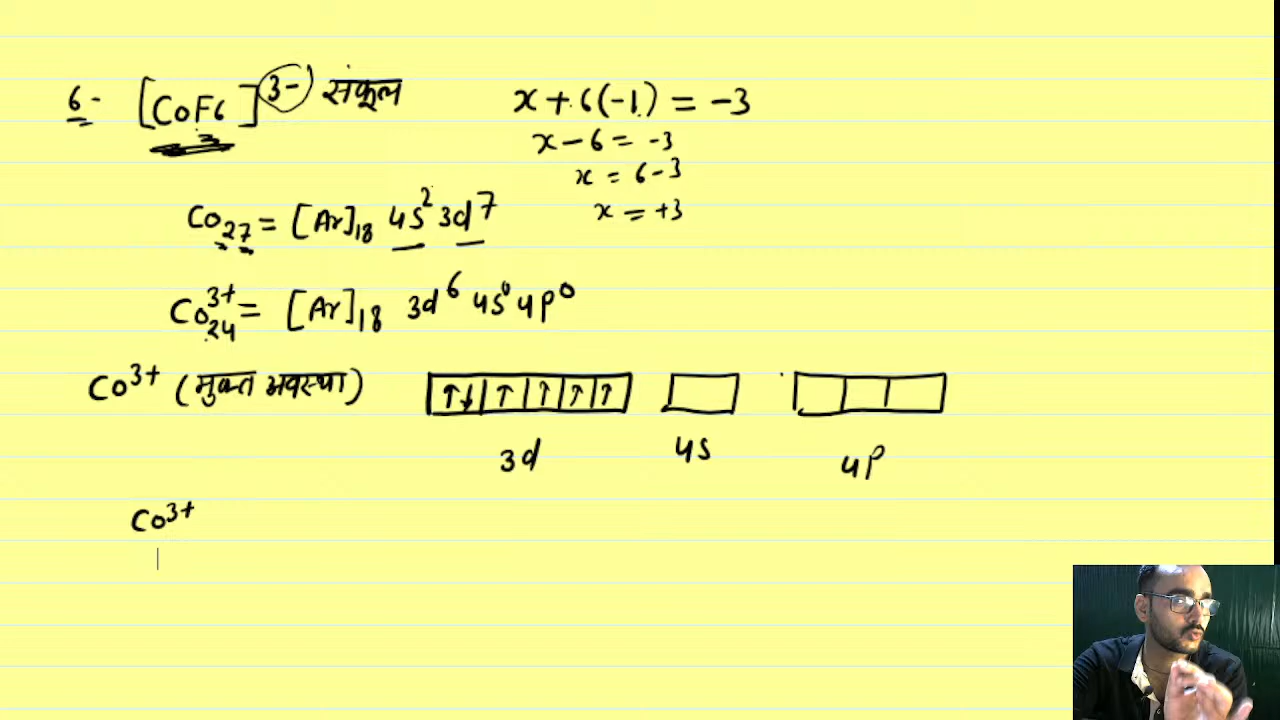 6- [CoF6]3- संकूल
x + 6(-1) = -3
x - 6 = -3
x = 6-3
x = +3
Co27 = [Ar]18 4s2 3d7
Co3+24 = [Ar]18 3d6 4s0 4p0
Co3+ (मुक्त अवस्था) ↑↓ ↑ ↑ ↑ ↑
3d 4s 4p
Co3+